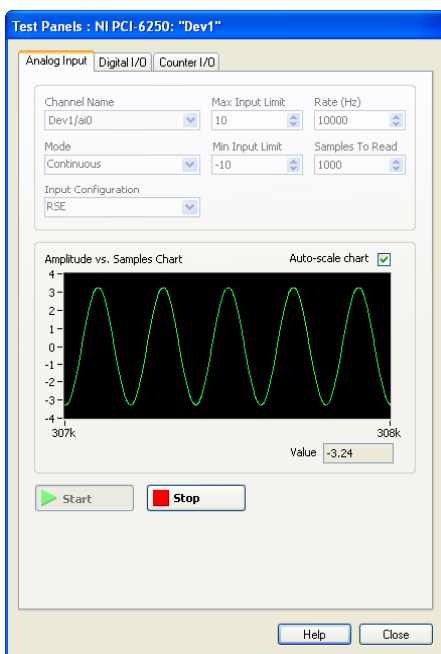 Test Panels : NI PCI-6250: "Dev1"
Analog Input Digital I/O Counter I/O
Channel Name Max Input Limit Rate (Hz)
Dev1/ai0 10 10000
Mode Min Input Limit Samples To Read
Continuous -10 1000
Input Configuration
RSE
Amplitude vs. Samples Chart Auto-scale chart
4
3
2
1
0
-1
-2
-3
-4
307k 308k
Value -3.24
Start Stop
Help Close